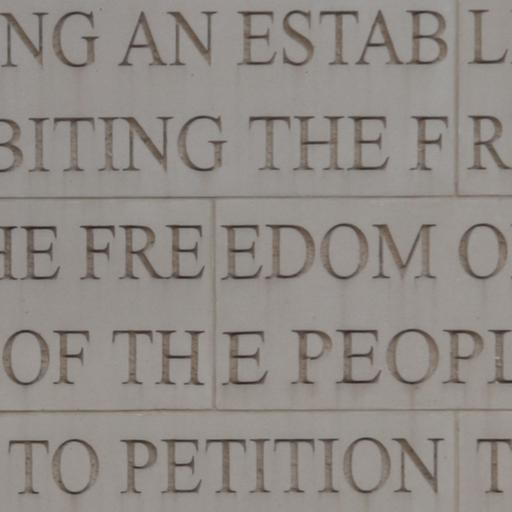 NG AN ESTABL
BITING THE FR
HE FREEDOM O
OF THE PEOPL
TO PETITION T